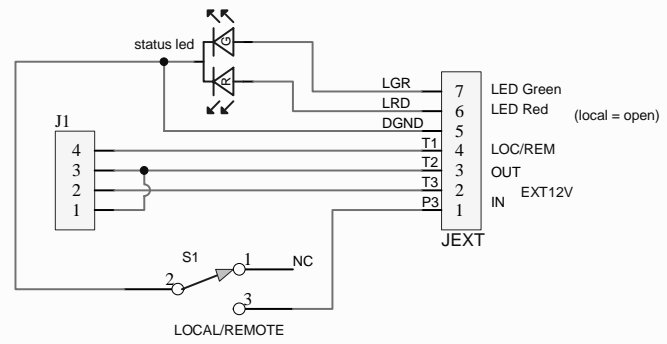 status led
G
R
LGR
LRD
DGND
T1
T2
T3
P3
7
6
5
4
3
2
1
JEXT
LED Green
LED Red
(local = open)
LOC/REM
OUT
EXT12V
IN
J1
4
3
2
1
S1
2
1
NC
3
LOCAL/REMOTE